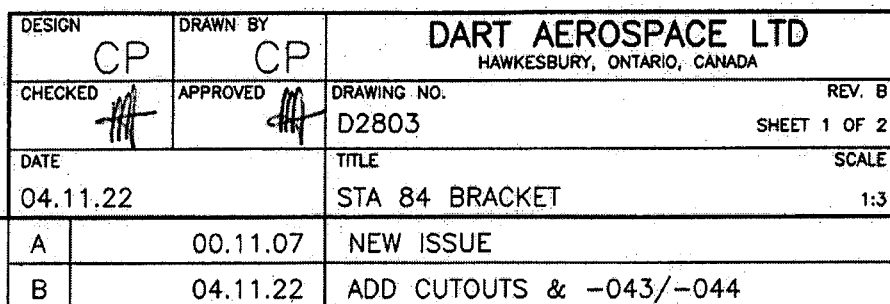 DESIGN
CP
DRAWN BY
CP
DART AEROSPACE LTD
HAWKESBURY, ONTARIO, CANADA
CHECKED
APPROVED
DRAWING NO.
D2803
REV. B
SHEET 1 OF 2
DATE
04.11.22
TITLE
STA 84 BRACKET
SCALE
1:3
A 00.11.07 NEW ISSUE
B 04.11.22 ADD CUTOUTS & -043/-044